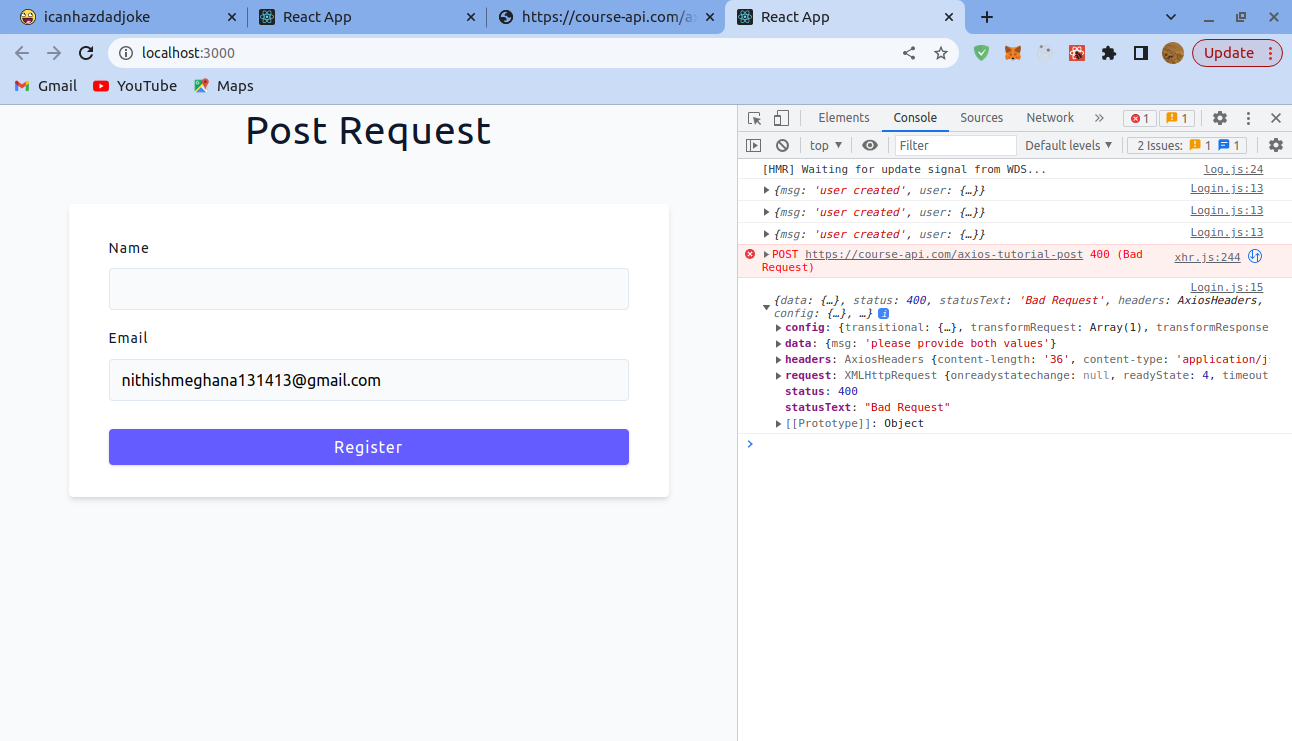 icanhazdadjoke
React App
https://course-api.com/ax
React App
localhost:3000
Update
Gmail
YouTube
Maps
Post Request
Name
Email
nithishmeghana131413@gmail.com
Register
Elements
Console
Sources
Network
1
1
top
Filter
Default levels
2 Issues:
1
1
[HMR] Waiting for update signal from WDS... log.js:24
{msg: 'user created', user: {…}} Login.js:13
{msg: 'user created', user: {…}} Login.js:13
{msg: 'user created', user: {…}} Login.js:13
POST https://course-api.com/axios-tutorial-post 400 (Bad xhr.js:244
Request)
Login.js:15
{data: {…}, status: 400, statusText: 'Bad Request', headers: AxiosHeaders,
config: {…}, …}
config: {transitional: {…}, transformRequest: Array(1), transformResponse
data: {msg: 'please provide both values'}
headers: AxiosHeaders {content-length: '36', content-type: 'application/js
request: XMLHttpRequest {onreadystatechange: null, readyState: 4, timeout
status: 400
statusText: "Bad Request"
[[Prototype]]: Object